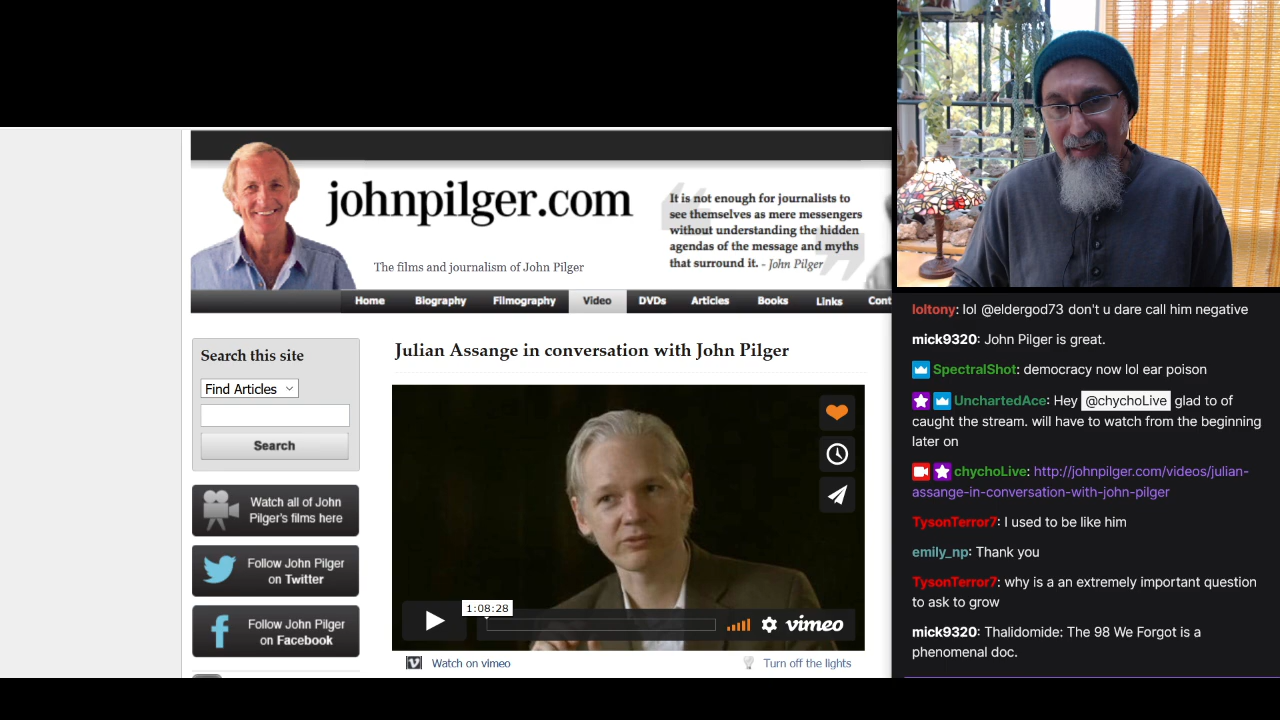 johnpilger.com
The films and journalism of John Pilger
It is not enough for journalists to
see themselves as mere messengers
without understanding the hidden
agendas of the message and myths
that surround it. - John Pilger
Home Biography Filmography Video DVDs Articles Books Links Cont
Search this site
Find Articles
Search
Watch all of John
Pilger's films here
Follow John Pilger
on Twitter
Follow John Pilger
on Facebook
Julian Assange in conversation with John Pilger
1:08:28
vimeo
Watch on vimeo
Turn off the lights
loltony: lol @eldergod73 don't u dare call him negative
mick9320: John Pilger is great.
SpectralShot: democracy now lol ear poison
UnchartedAce: Hey @chychoLive glad to of
caught the stream. will have to watch from the beginning
later on
chychoLive: http://johnpilger.com/videos/julian-
assange-in-conversation-with-john-pilger
TysonTerror7: I used to be like him
emily_np: Thank you
TysonTerror7: why is a an extremely important question
to ask to grow
mick9320: Thalidomide: The 98 We Forgot is a
phenomenal doc.